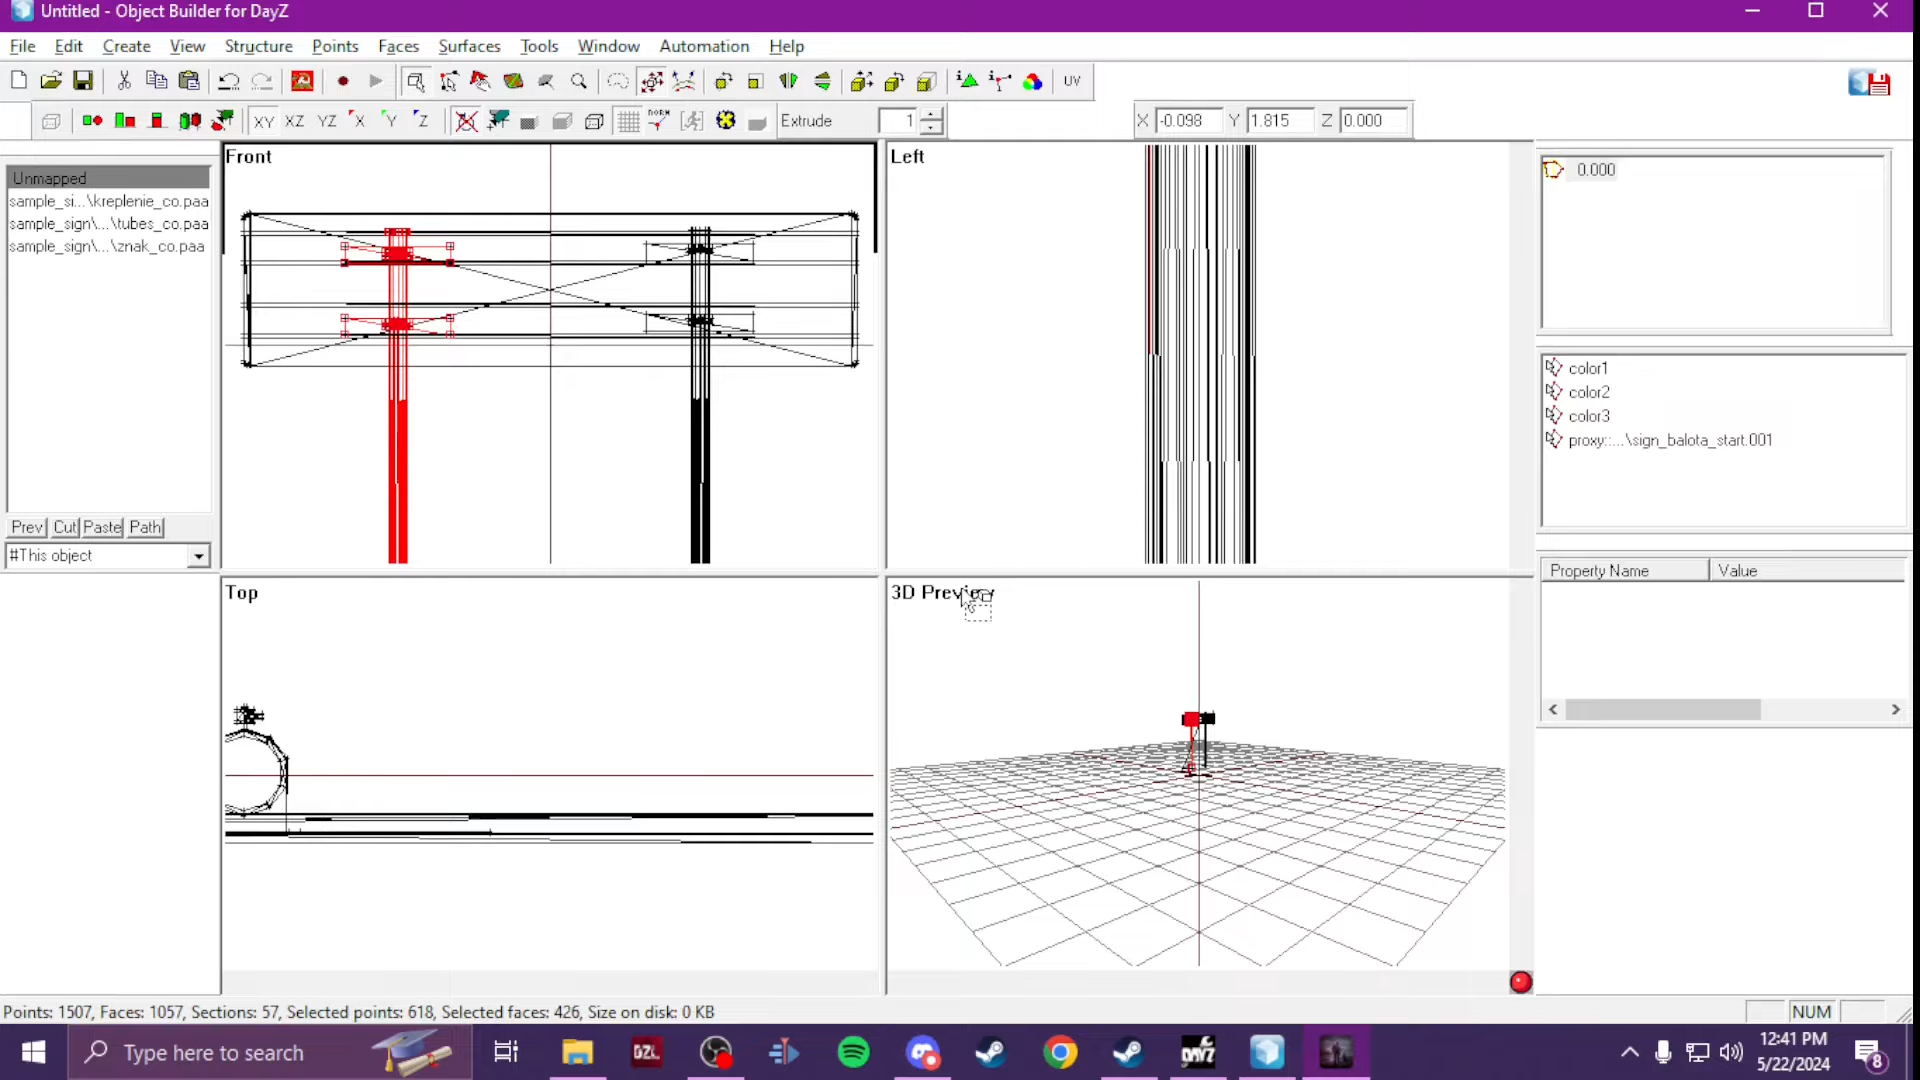 Untitled - Object Builder for DayZ
File Edit Create View Structure Points Faces Surfaces Tools Window Automation Help
UV
XY XZ YZ X Y Z NORM Extrude 1 X -0.098 Y 1.815 Z 0.000
Front
Left
Unmapped
sample_si...\kreplenie_co.paa
sample_sign\...\tubes_co.paa
sample_sign\...\znak_co.paa
0.000
color1
color2
color3
proxy:...\sign_balota_start.001
Prev Cut Paste Path
#This object
Property Name Value
Top
3D Preview
Points: 1507, Faces: 1057, Sections: 57, Selected points: 618, Selected faces: 426, Size on disk: 0 KB
NUM
Type here to search
DZL
DAYZ
12:41 PM
5/22/2024
8